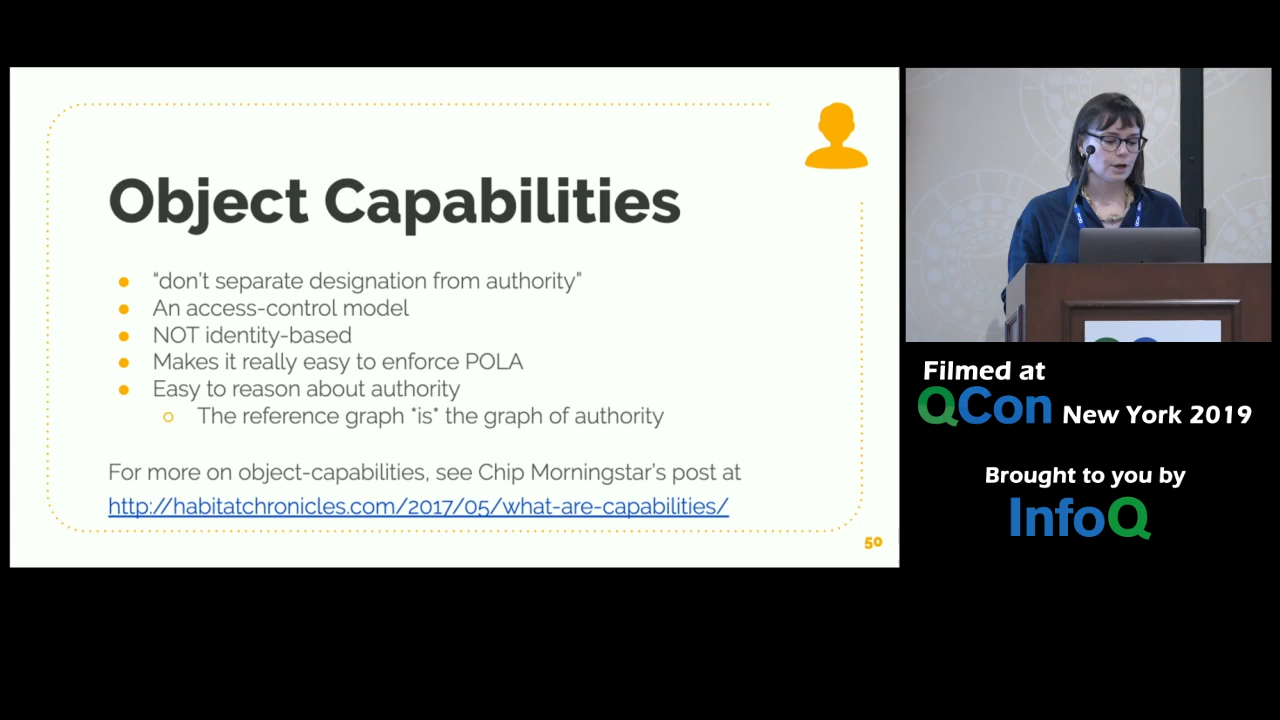 Object Capabilities
● "don't separate designation from authority"
● An access-control model
● NOT identity-based
● Makes it really easy to enforce POLA
● Easy to reason about authority
○ The reference graph *is* the graph of authority
For more on object-capabilities, see Chip Morningstar's post at
http://habitatchronicles.com/2017/05/what-are-capabilities/
50
Filmed at
QCon New York 2019
Brought to you by
InfoQ